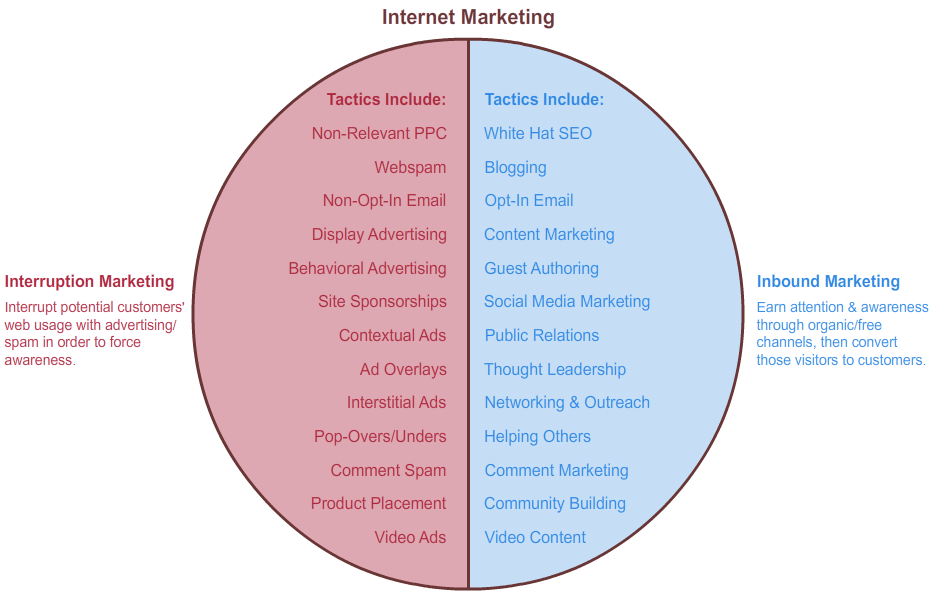 Internet Marketing
Interruption Marketing
Interrupt potential customers'
web usage with advertising/
spam in order to force
awareness.
Tactics Include:
Non-Relevant PPC
Webspam
Non-Opt-In Email
Display Advertising
Behavioral Advertising
Site Sponsorships
Contextual Ads
Ad Overlays
Interstitial Ads
Pop-Overs/Unders
Comment Spam
Product Placement
Video Ads
Tactics Include:
White Hat SEO
Blogging
Opt-In Email
Content Marketing
Guest Authoring
Social Media Marketing
Public Relations
Thought Leadership
Networking & Outreach
Helping Others
Comment Marketing
Community Building
Video Content
Inbound Marketing
Earn attention & awareness
through organic/free
channels, then convert
those visitors to customers.